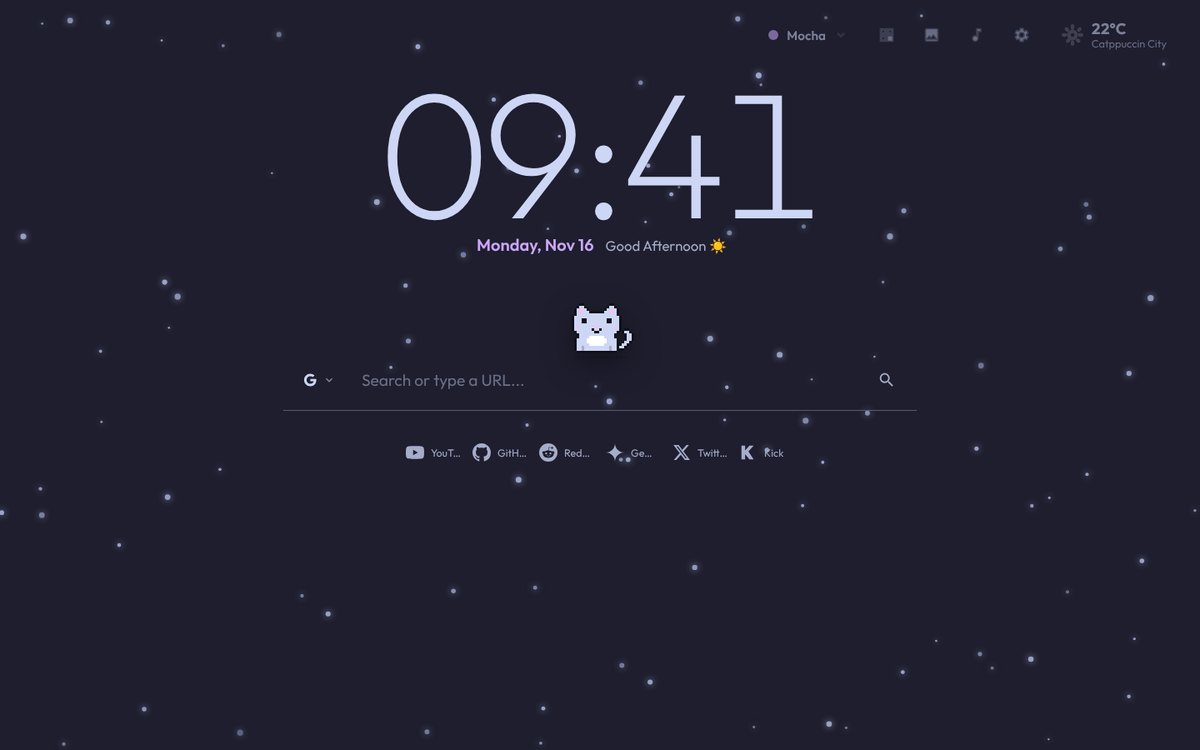 Mocha
22°C
Catppuccin City
09:41
Monday, Nov 16 Good Afternoon ☀️
G Search or type a URL...
YouT... GitH... Red... Ge... Twitt... Kick